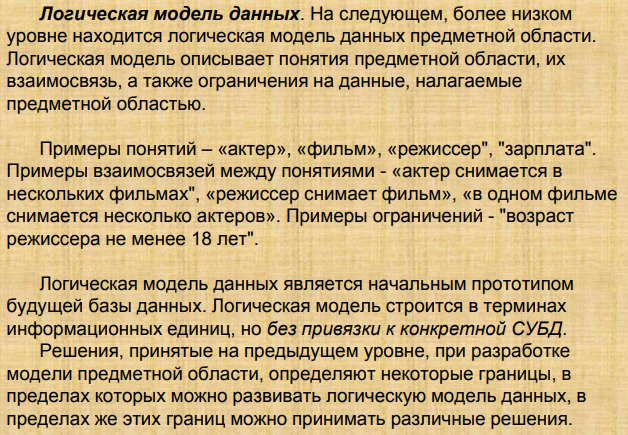 Логическая модель данных. На следующем, более низком
уровне находится логическая модель данных предметной области.
Логическая модель описывает понятия предметной области, их
взаимосвязь, а также ограничения на данные, налагаемые
предметной областью.
Примеры понятий – «актер», «фильм», «режиссер", "зарплата".
Примеры взаимосвязей между понятиями - «актер снимается в
нескольких фильмах", «режиссер снимает фильм», «в одном фильме
снимается несколько актеров». Примеры ограничений - "возраст
режиссера не менее 18 лет".
Логическая модель данных является начальным прототипом
будущей базы данных. Логическая модель строится в терминах
информационных единиц, но без привязки к конкретной СУБД.
Решения, принятые на предыдущем уровне, при разработке
модели предметной области, определяют некоторые границы, в
пределах которых можно развивать логическую модель данных, в
пределах же этих границ можно принимать различные решения.